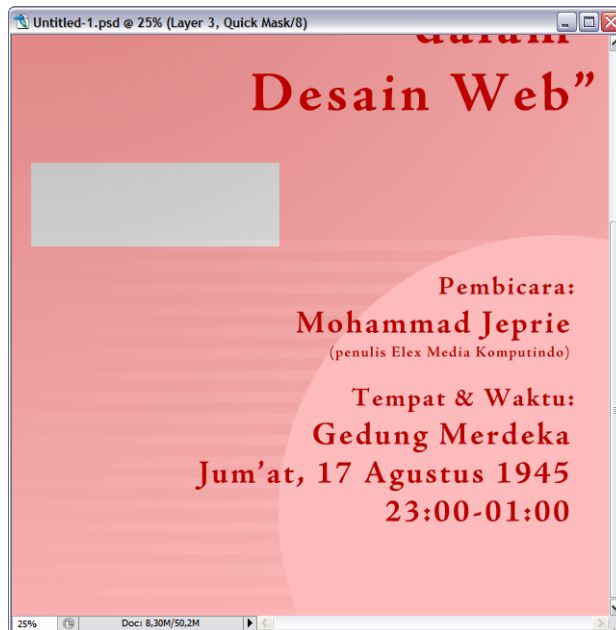 Untitled-1.psd @ 25% (Layer 3, Quick Mask/8)
dalam
Desain Web”
Pembicara:
Mohammad Jeprie
(penulis Elex Media Komputindo)
Tempat & Waktu:
Gedung Merdeka
Jum’at, 17 Agustus 1945
23:00-01:00
25% Doc: 8,30M/50,2M